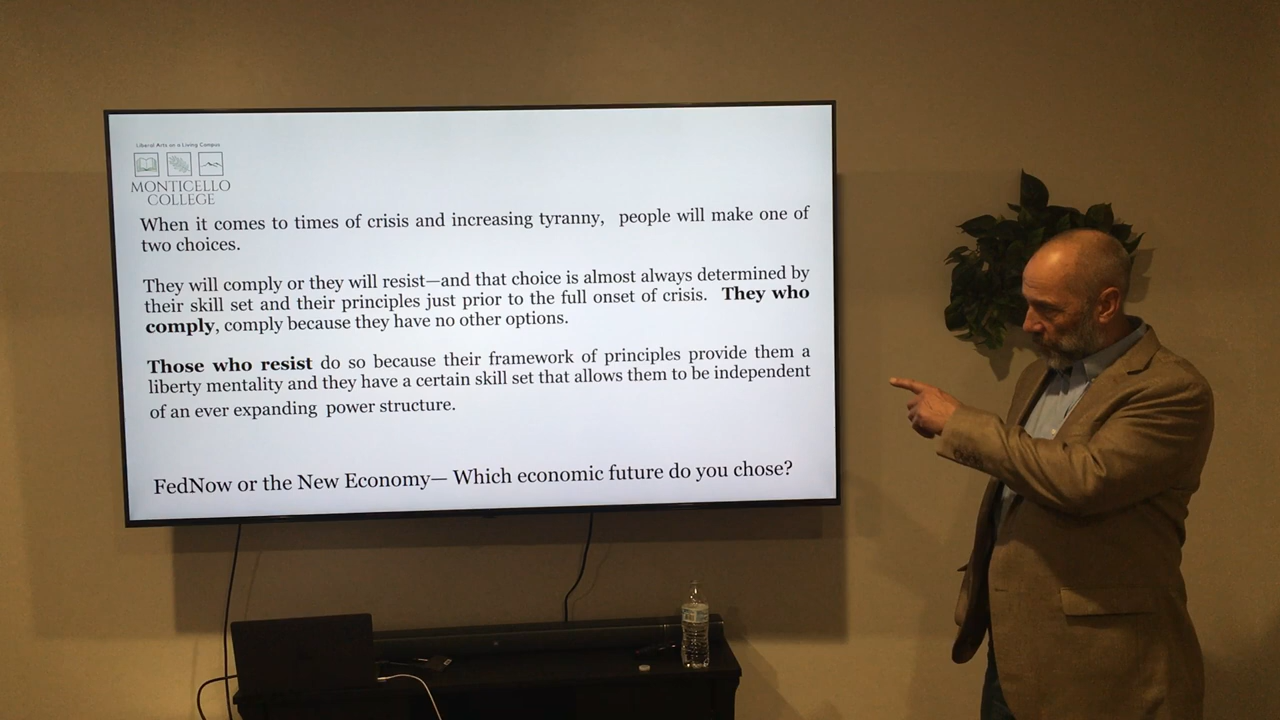 Liberal Arts on a Living Campus
MONTICELLO
COLLEGE
When it comes to times of crisis and increasing tyranny, people will make one of
two choices.
They will comply or they will resist—and that choice is almost always determined by
their skill set and their principles just prior to the full onset of crisis. They who
comply, comply because they have no other options.
Those who resist do so because their framework of principles provide them a
liberty mentality and they have a certain skill set that allows them to be independent
of an ever expanding power structure.
FedNow or the New Economy— Which economic future do you chose?